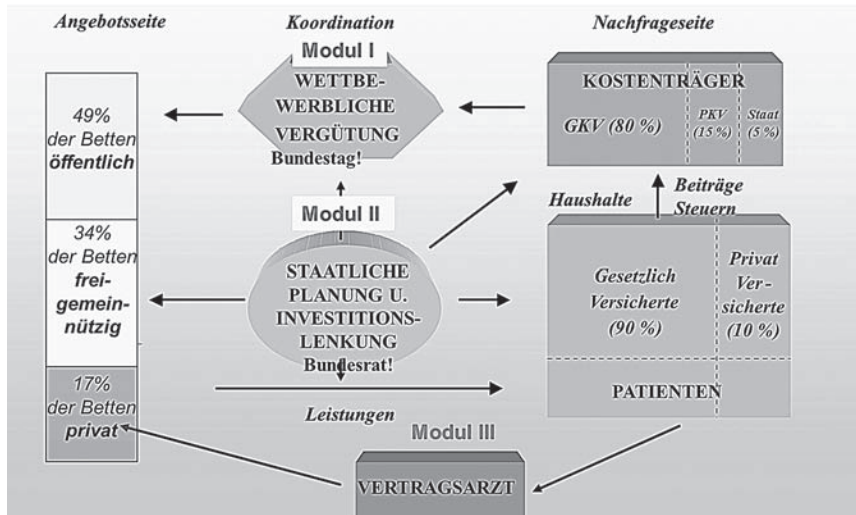 Angebotsseite
Koordination
Nachfrageseite
49%
der Betten
öffentlich
34%
der Betten
frei-
gemein-
nützig
17%
der Betten
privat
Modul I
WETTBE-
WERBLICHE
VERGÜTUNG
Bundestag!
Modul II
STAATLICHE
PLANUNG U.
INVESTITIONS-
LENKUNG
Bundesrat!
Leistungen
Modul III
VERTRAGSARZT
KOSTENTRÄGER
GKV (80 %)
PKV
(15 %)
Staat
(5 %)
Haushalte
Beiträge
Steuern
Gesetzlich
Versicherte
(90 %)
Privat
Ver-
sicherte
(10 %)
PATIENTEN